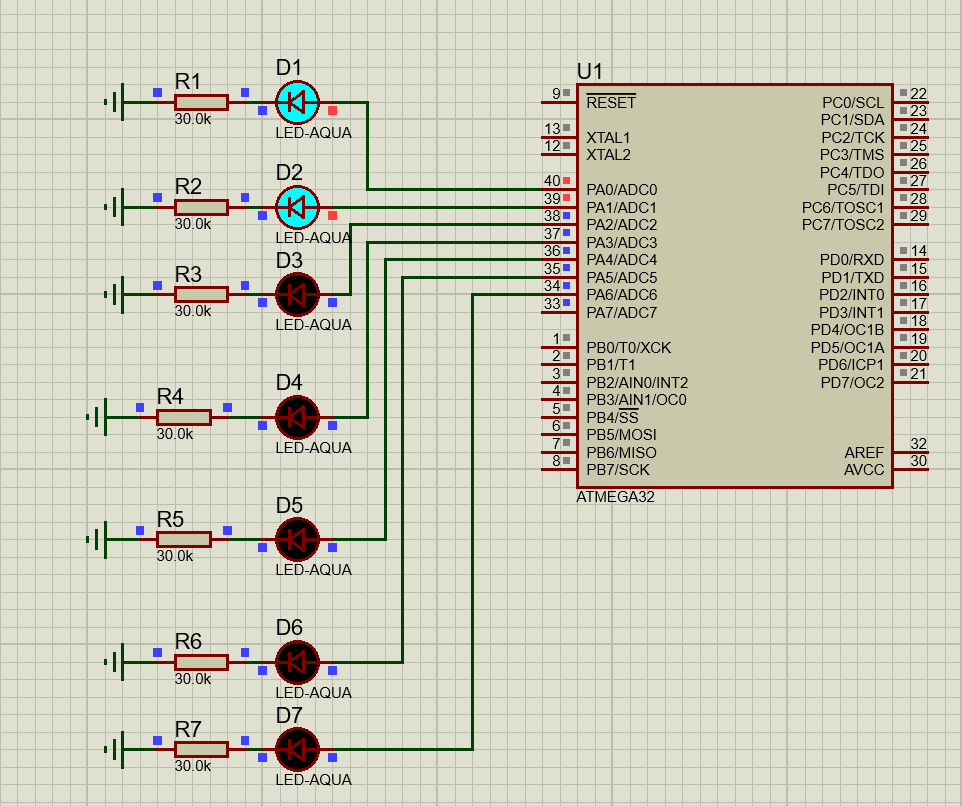 R1
30.0k
D1
LED-AQUA
R2
30.0k
D2
LED-AQUA
R3
30.0k
D3
LED-AQUA
R4
30.0k
D4
LED-AQUA
R5
30.0k
D5
LED-AQUA
R6
30.0k
D6
LED-AQUA
R7
30.0k
D7
LED-AQUA
U1
9 RESET
13 XTAL1
12 XTAL2
40 PA0/ADC0
39 PA1/ADC1
38 PA2/ADC2
37 PA3/ADC3
36 PA4/ADC4
35 PA5/ADC5
34 PA6/ADC6
33 PA7/ADC7
1 PB0/T0/XCK
2 PB1/T1
3 PB2/AIN0/INT2
4 PB3/AIN1/OC0
5 PB4/SS
6 PB5/MOSI
7 PB6/MISO
8 PB7/SCK
PC0/SCL 22
PC1/SDA 23
PC2/TCK 24
PC3/TMS 25
PC4/TDO 26
PC5/TDI 27
PC6/TOSC1 28
PC7/TOSC2 29
PD0/RXD 14
PD1/TXD 15
PD2/INT0 16
PD3/INT1 17
PD4/OC1B 18
PD5/OC1A 19
PD6/ICP1 20
PD7/OC2 21
AREF 32
AVCC 30
ATMEGA32